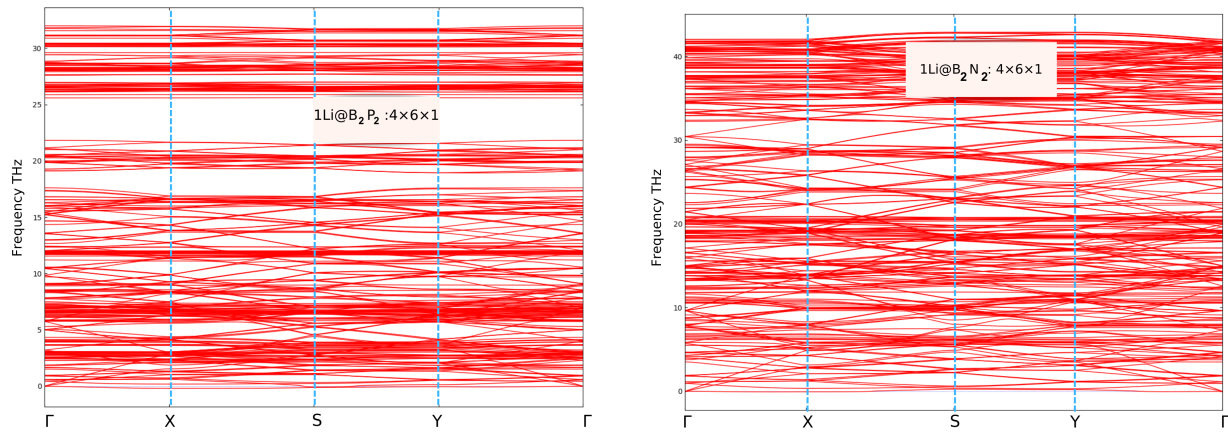 Frequency THz
30
25
20
15
10
5
0
1Li@B₂P₂ :4×6×1
Γ X S Y Γ
Frequency THz
40
30
20
10
0
1Li@B₂N₂: 4×6×1
Γ X S Y Γ